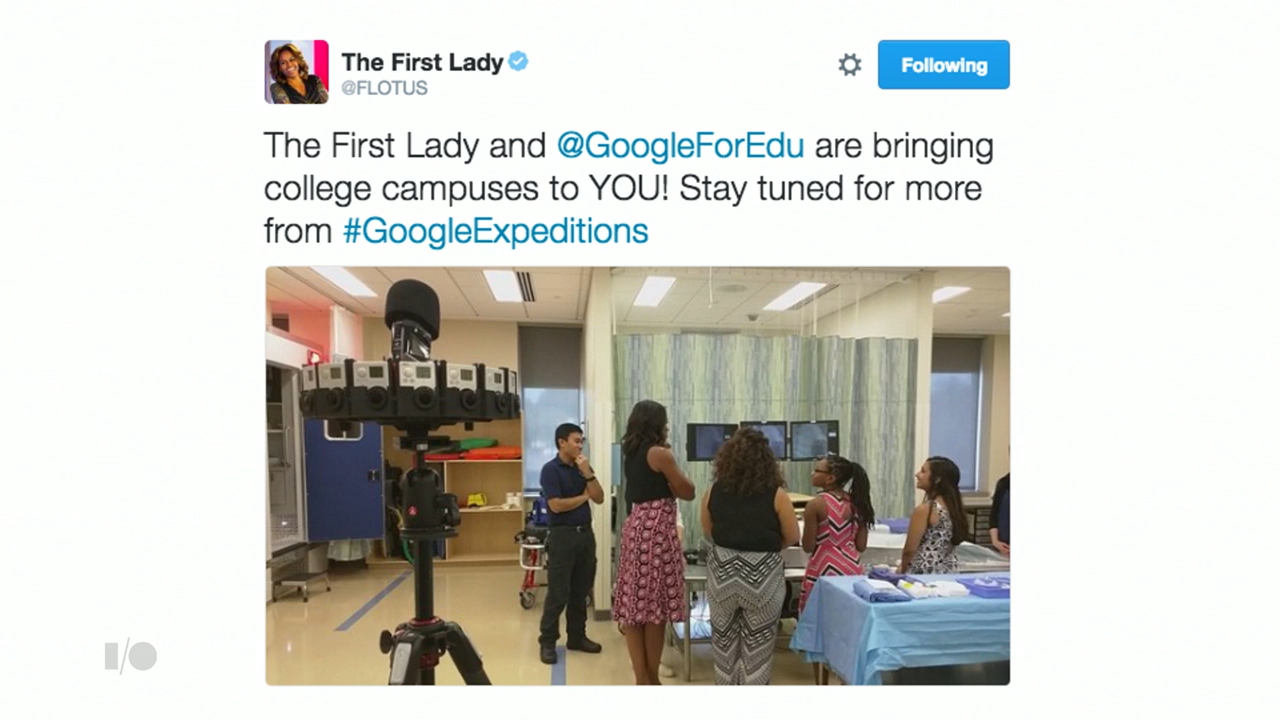 The First Lady
@FLOTUS
Following
The First Lady and @GoogleForEdu are bringing
college campuses to YOU! Stay tuned for more
from #GoogleExpeditions
I/O